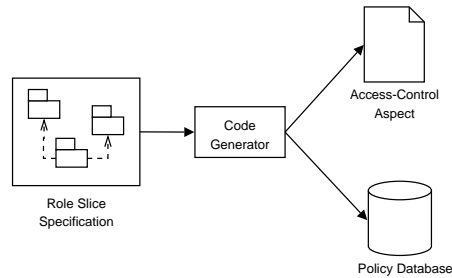 Role Slice
Specification
Code
Generator
Access-Control
Aspect
Policy Database